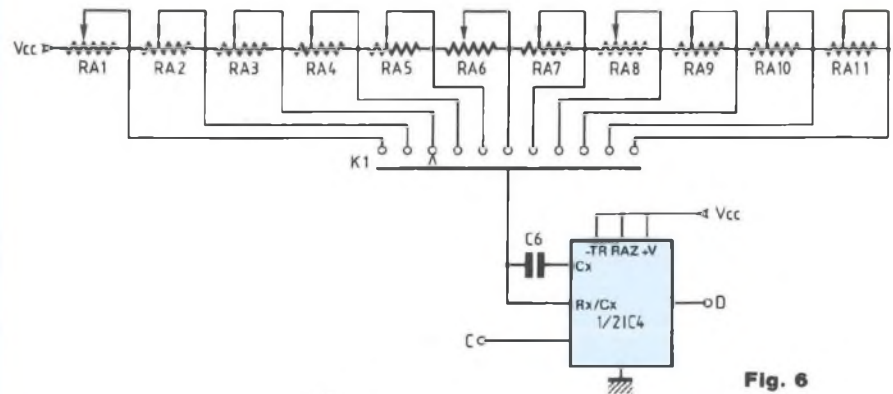 Vcc
RA1 RA2 RA3 RA4 RA5 RA6 RA7 RA8 RA9 RA10 RA11
K1
Vcc
C6
-TR RAZ +V
Cx
Rx/Cx
D
1/2IC4
C
Fig. 6